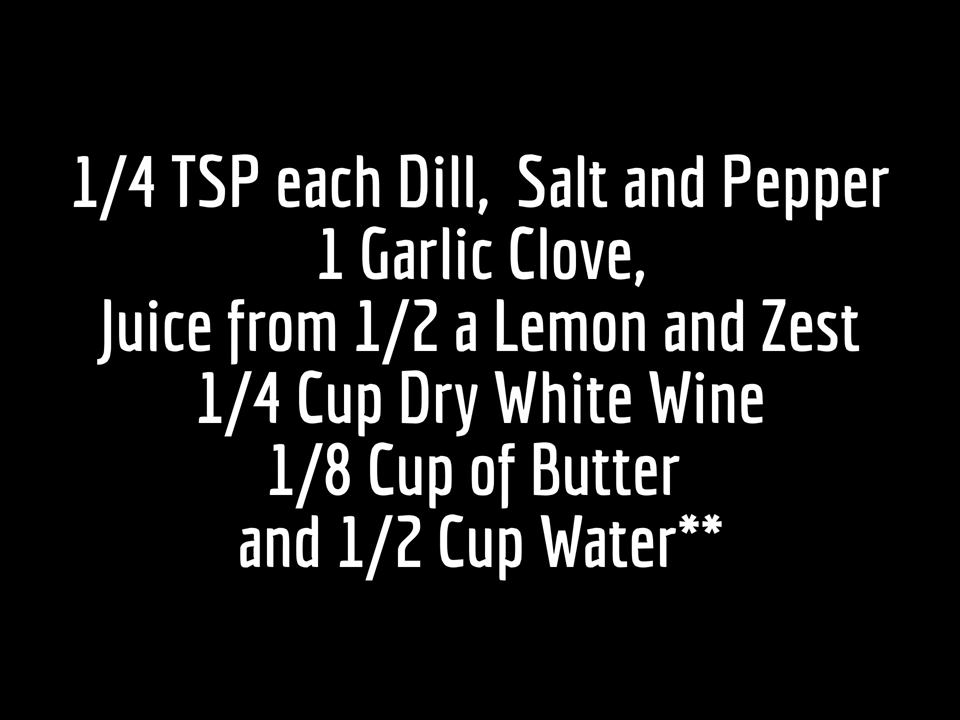 1/4 TSP each Dill,  Salt and Pepper
1 Garlic Clove,
Juice from 1/2 a Lemon and Zest
1/4 Cup Dry White Wine
1/8 Cup of Butter
and 1/2 Cup Water**